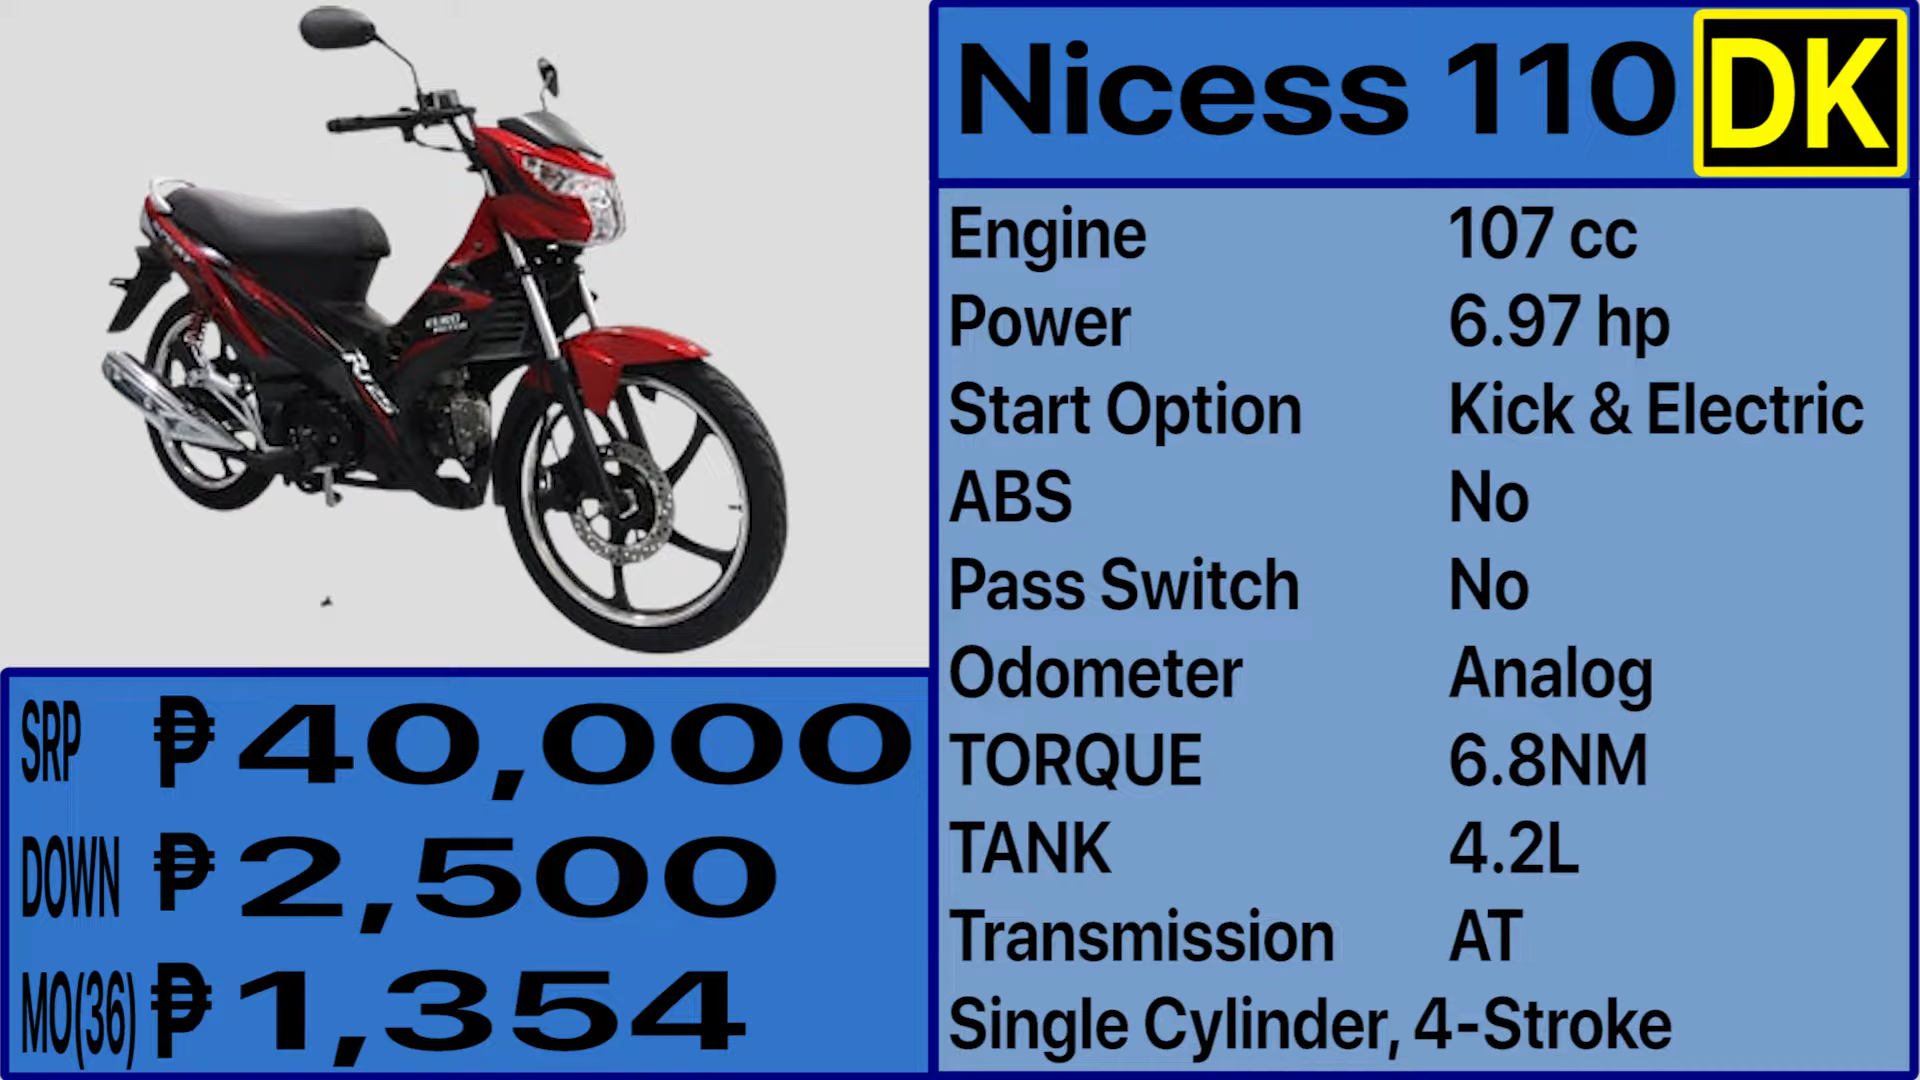 Nicess 110 DK
Engine 107 cc
Power 6.97 hp
Start Option Kick & Electric
ABS No
Pass Switch No
Odometer Analog
TORQUE 6.8NM
TANK 4.2L
Transmission AT
Single Cylinder, 4-Stroke
SRP ₱ 40,000
DOWN ₱ 2,500
MO(36) ₱ 1,354